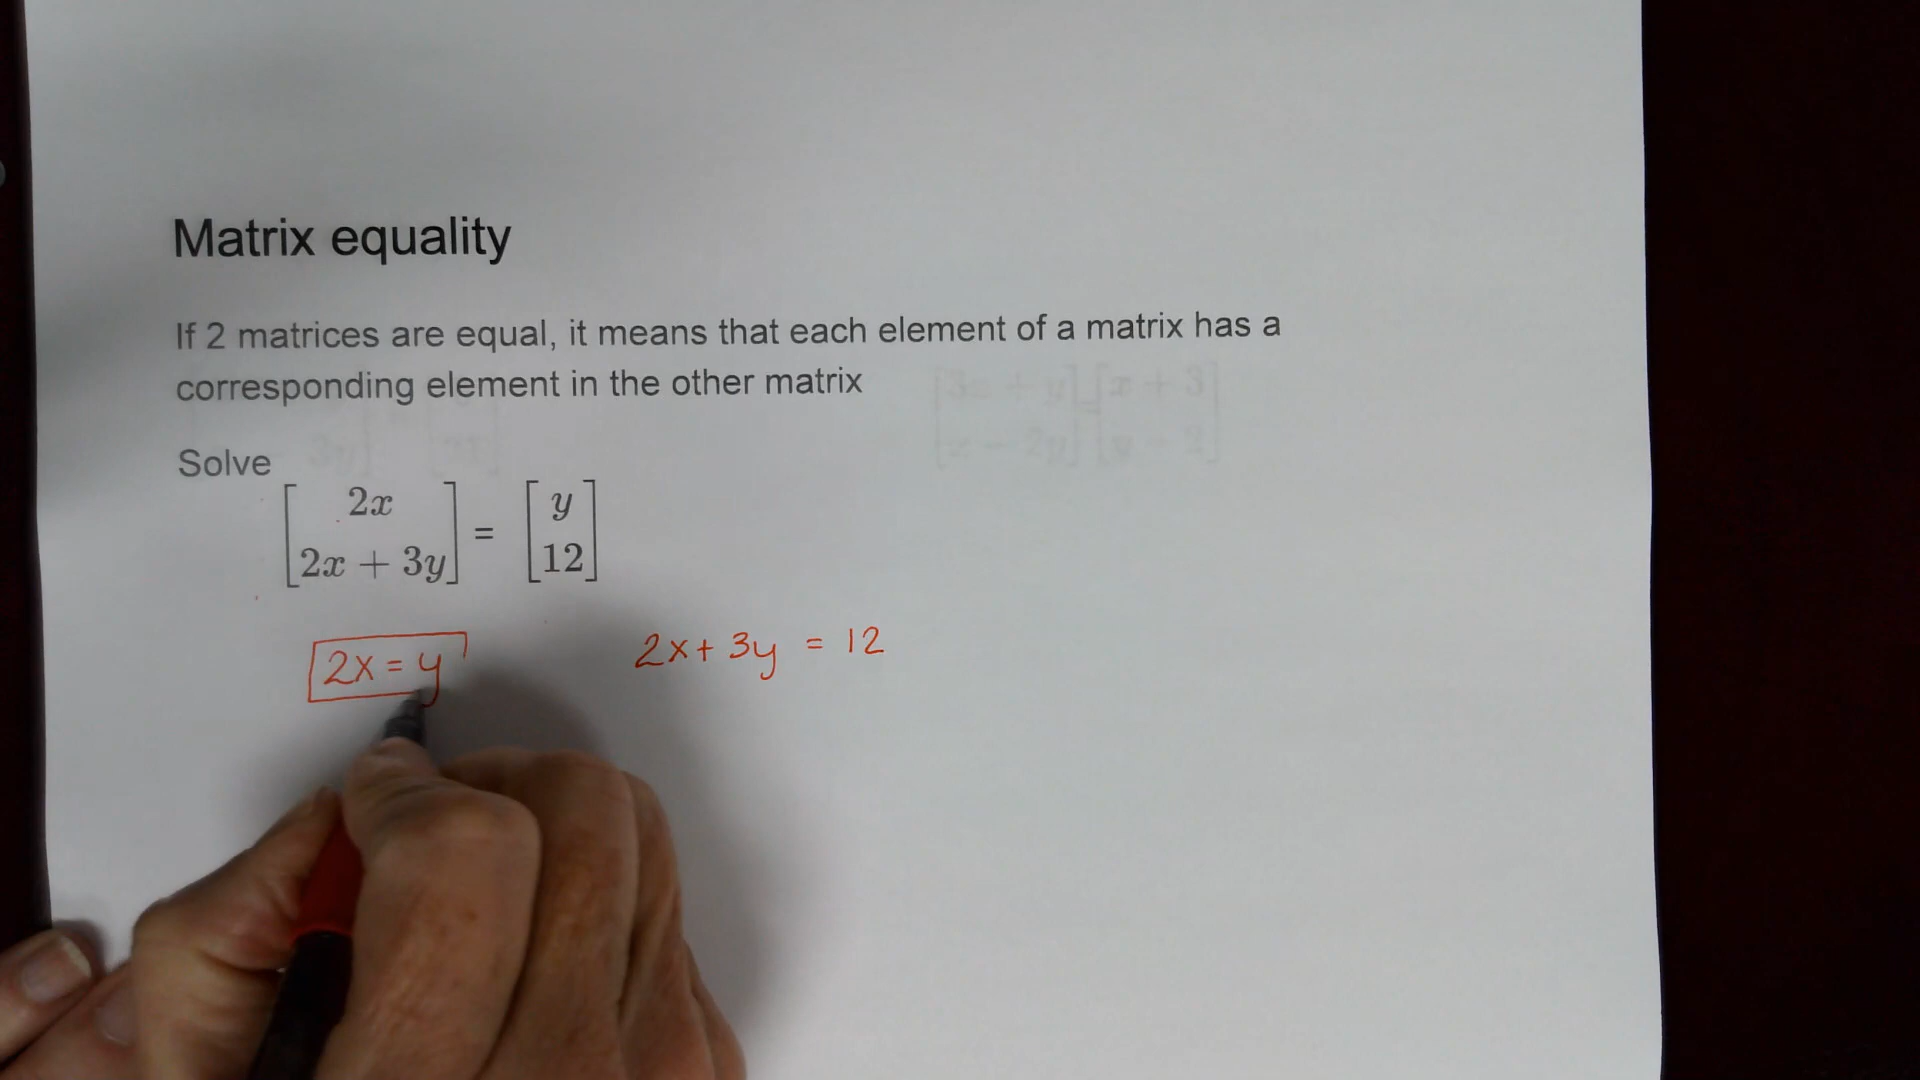 Matrix equality
If 2 matrices are equal, it means that each element of a matrix has a
corresponding element in the other matrix
Solve
[2x] = [y]
[2x + 3y] [12]
2x = y 2x + 3y = 12